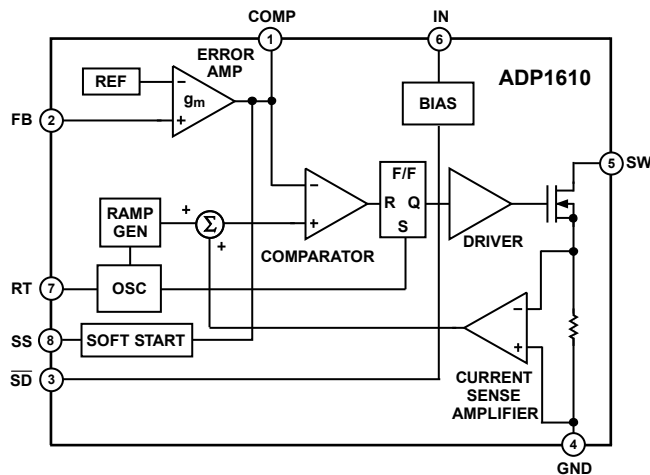 COMP
IN
1
6
ERROR
AMP
ADP1610
REF
−
gm
+
BIAS
FB
2
5
SW
F/F
−
R
Q
+
S
RAMP
GEN
+
Σ
+
COMPARATOR
DRIVER
RT
7
OSC
−
+
SS
8
SOFT START
SD
3
CURRENT
SENSE
AMPLIFIER
4
GND